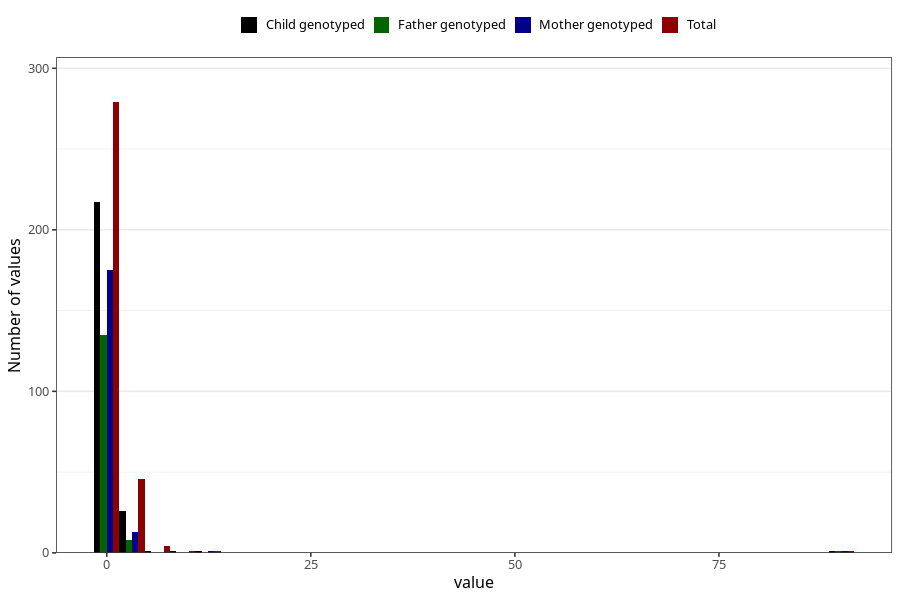 Child genotyped Father genotyped Mother genotyped Total
Number of values
300
200
100
0
0 25 50 75
value